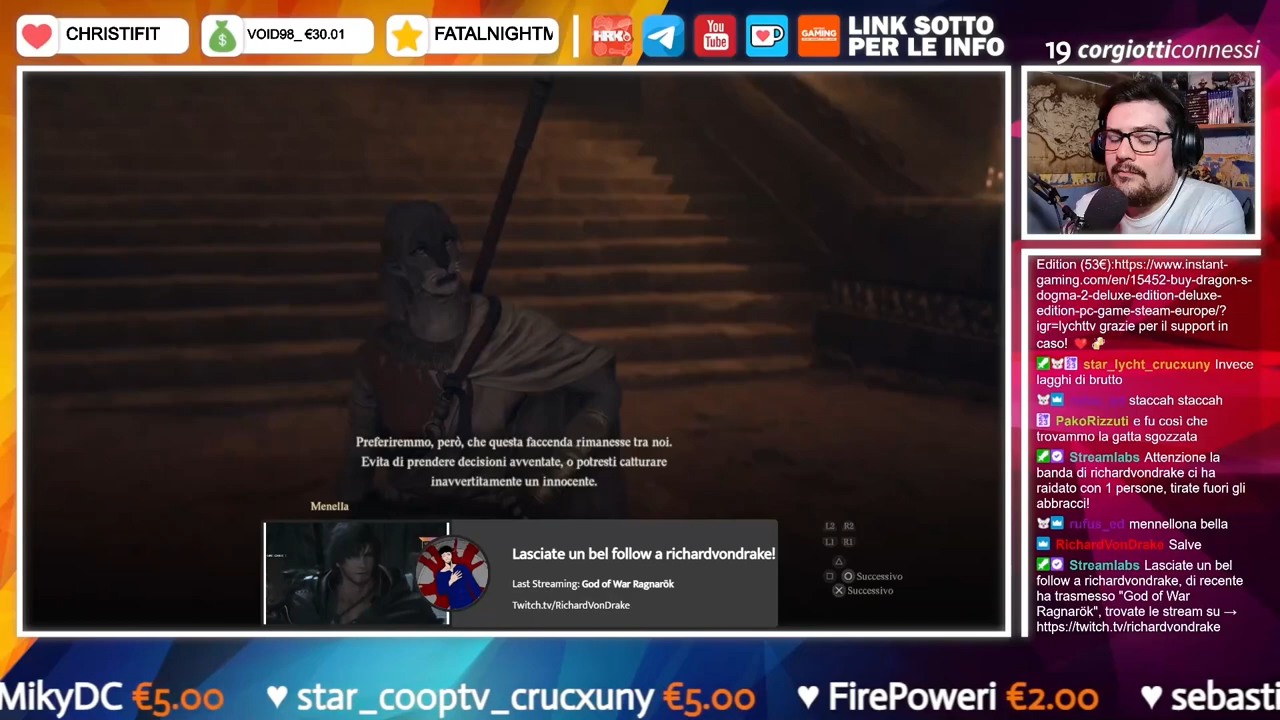 CHRISTIFIT
VOID98_ €30.01
FATALNIGHTM
HRK
You
Tube
GAMING
LINK SOTTO
PER LE INFO
19 corgiotticonnessi
Preferiremmo, però, che questa faccenda rimanesse tra noi.
Evita di prendere decisioni avventate, o potresti catturare
inavvertitamente un innocente.
Menella
Lasciate un bel follow a richardvondrake!
Last Streaming: God of War Ragnarök
Twitch.tv/RichardVonDrake
L2 R2
L1 R1
Successivo
Successivo
Edition (53€):https://www.instant-
gaming.com/en/15452-buy-dragon-s-
dogma-2-deluxe-edition-deluxe-
edition-pc-game-steam-europe/?
igr=lychttv grazie per il support in
caso!
star_lycht_crucxuny Invece
lagghi di brutto
staccah staccah
PakoRizzuti e fu così che
trovammo la gatta sgozzata
Streamlabs Attenzione la
banda di richardvondrake ci ha
raidato con 1 persone, tirate fuori gli
abbracci!
rufus_ed mennellona bella
RichardVonDrake Salve
Streamlabs Lasciate un bel
follow a richardvondrake, di recente
ha trasmesso "God of War
Ragnarök", trovate le stream su →
https://twitch.tv/richardvondrake
MikyDC €5.00 ♥ star_cooptv_crucxuny €5.00 ♥ FirePoweri €2.00 ♥ sebasti